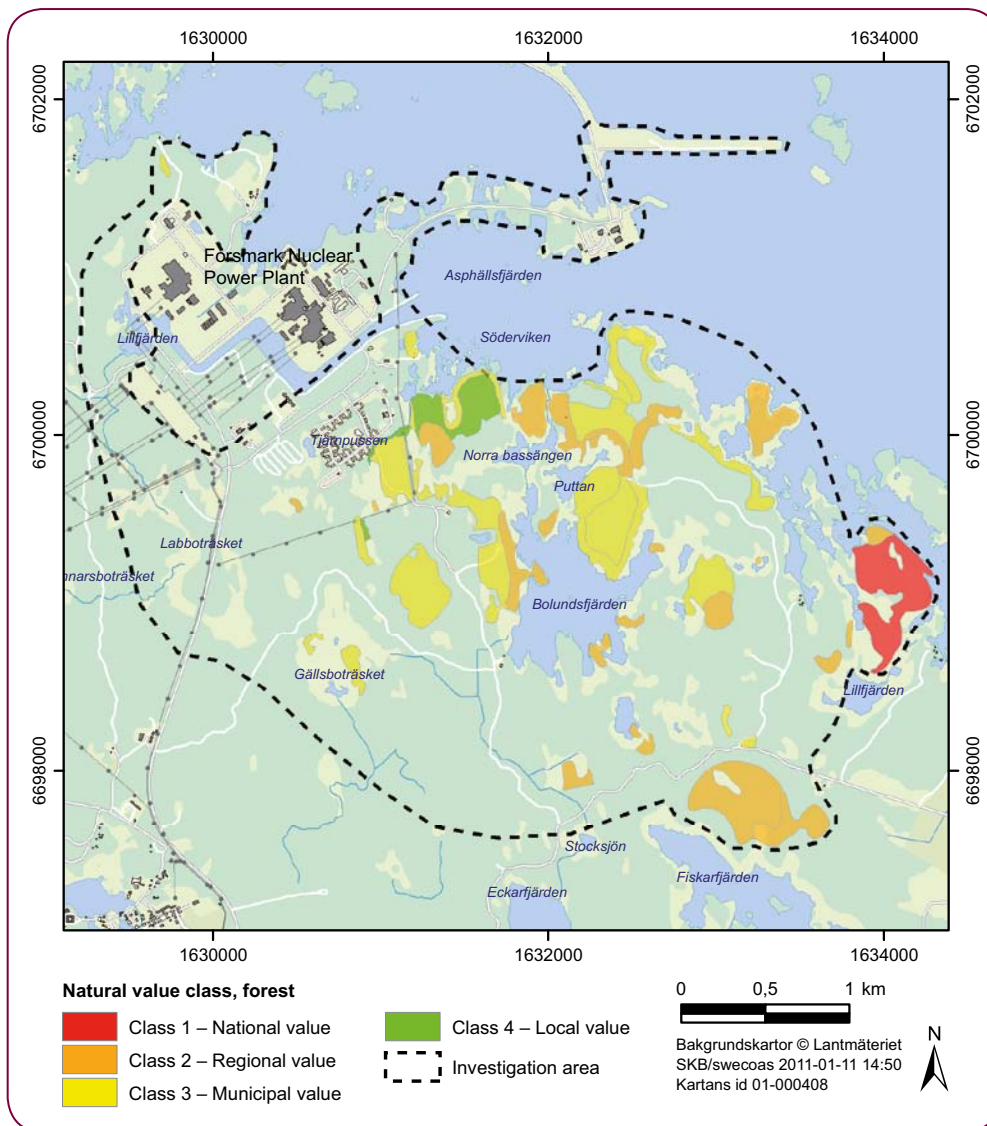 1630000
1632000
1634000
6702000
6702000
Forsmark Nuclear
Power Plant
Asphällsfjärden
Lillfjärden
Söderviken
6700000
6700000
Tjärnpussen
Norra bassängen
Puttan
Labboträsket
nnarsboträsket
Bolundsfjärden
Gällsboträsket
Lillfjärden
6698000
6698000
Stocksjön
Eckarfjärden
Fiskarfjärden
1630000
1632000
1634000
Natural value class, forest
Class 1 – National value
Class 2 – Regional value
Class 3 – Municipal value
Class 4 – Local value
Investigation area
0 0,5 1 km
Bakgrundskartor © Lantmäteriet
SKB/swecoas 2011-01-11 14:50
Kartans id 01-000408
N